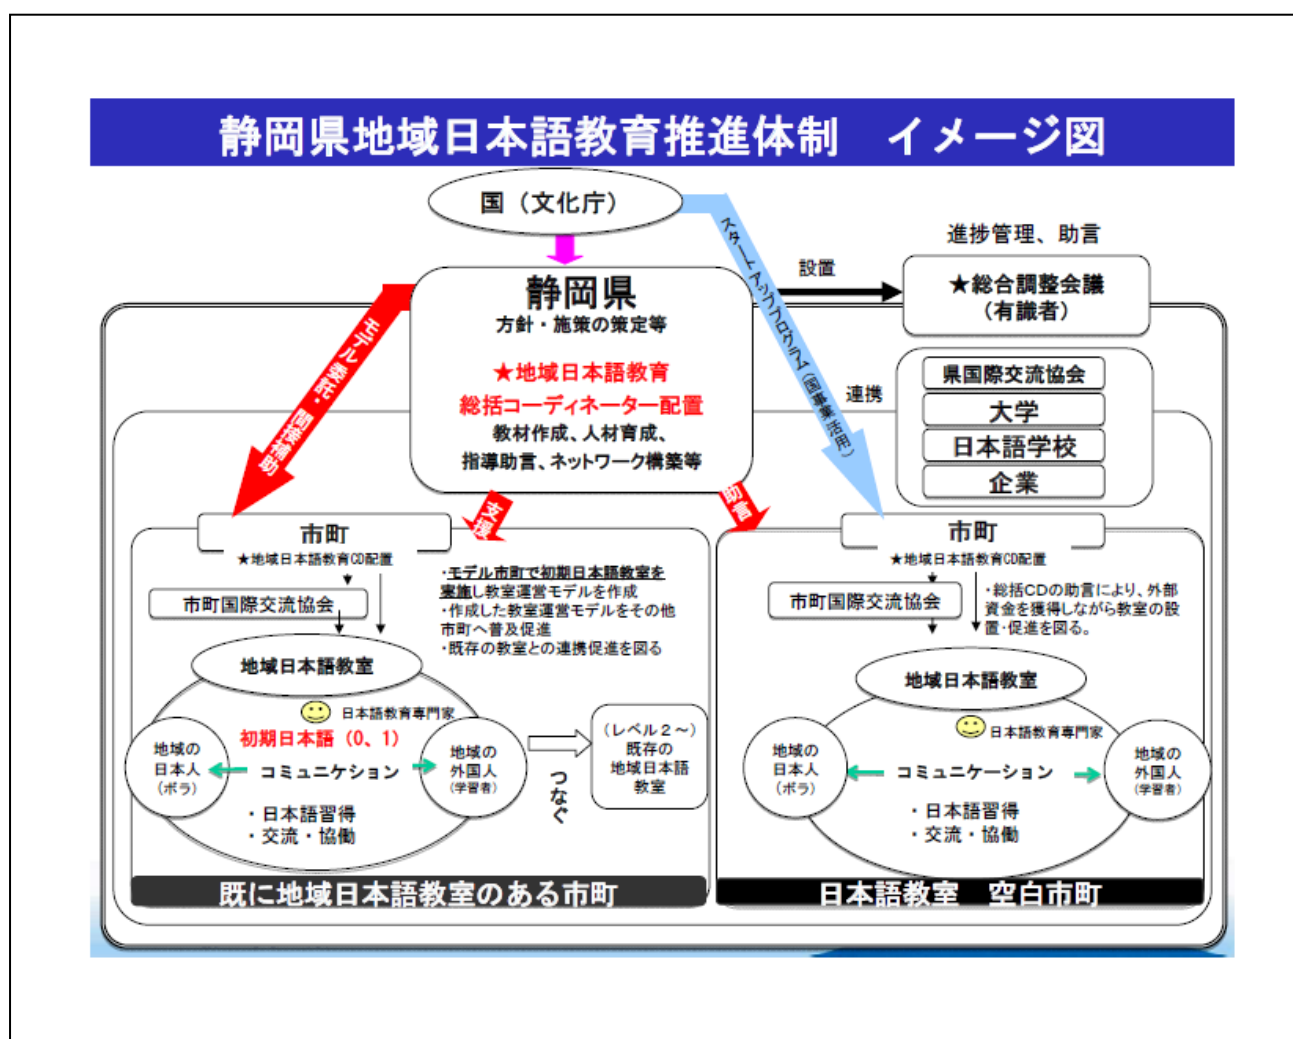 静岡県地域日本語教育推進体制　イメージ図
国（文化庁）
スタートアッププログラム（国事業活用）
進捗管理、助言
設置
★総合調整会議
（有識者）
静岡県
方針・施策の策定等
★地域日本語教育
総括コーディネーター配置
教材作成、人材育成、
指導助言、ネットワーク構築等
モデル委託・間接補助
連携
県国際交流協会
大学
日本語学校
企業
支援
助言
市町
★地域日本語教育CD配置
市町国際交流協会
・モデル市町で初期日本語教室を
実施し教室運営モデルを作成
・作成した教室運営モデルをその他
市町へ普及促進
・既存の教室との連携促進を図る
地域日本語教室
日本語教育専門家
初期日本語（0、1）
地域の
日本人
（ボラ）
コミュニケション
地域の
外国人
（学習者）
・日本語習得
・交流・協働
つなぐ
（レベル２～）
既存の
地域日本語
教室
既に地域日本語教室のある市町
市町
★地域日本語教育CD配置
市町国際交流協会
・総括ＣＤの助言により、外部
資金を獲得しながら教室の設
置・促進を図る。
地域日本語教室
日本語教育専門家
地域の
日本人
（ボラ）
コミュニケーション
地域の
外国人
（学習者）
・日本語習得
・交流・協働
日本語教室　空白市町